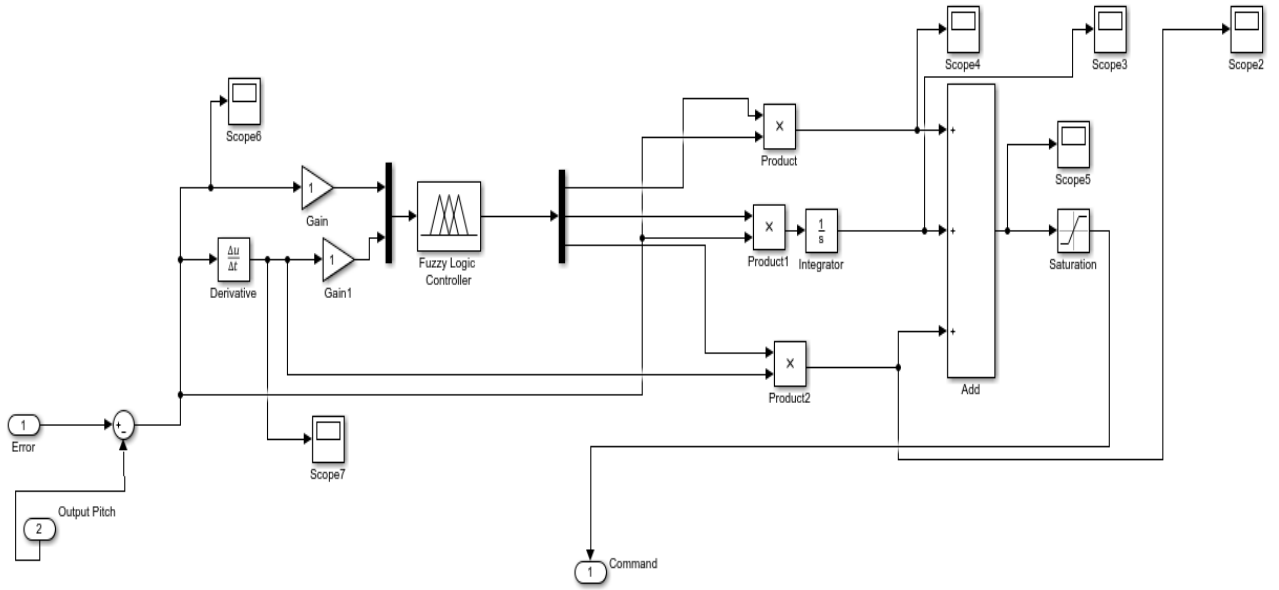 Scope4
Scope3
Scope2
Scope6
×
Product
+
Scope5
1
Gain
×
Product1
1
s
Integrator
+
Saturation
Δu
Δt
Derivative
1
Gain1
Fuzzy Logic
Controller
+
×
Product2
Add
1
Error
+
-
Scope7
Output Pitch
2
1
Command